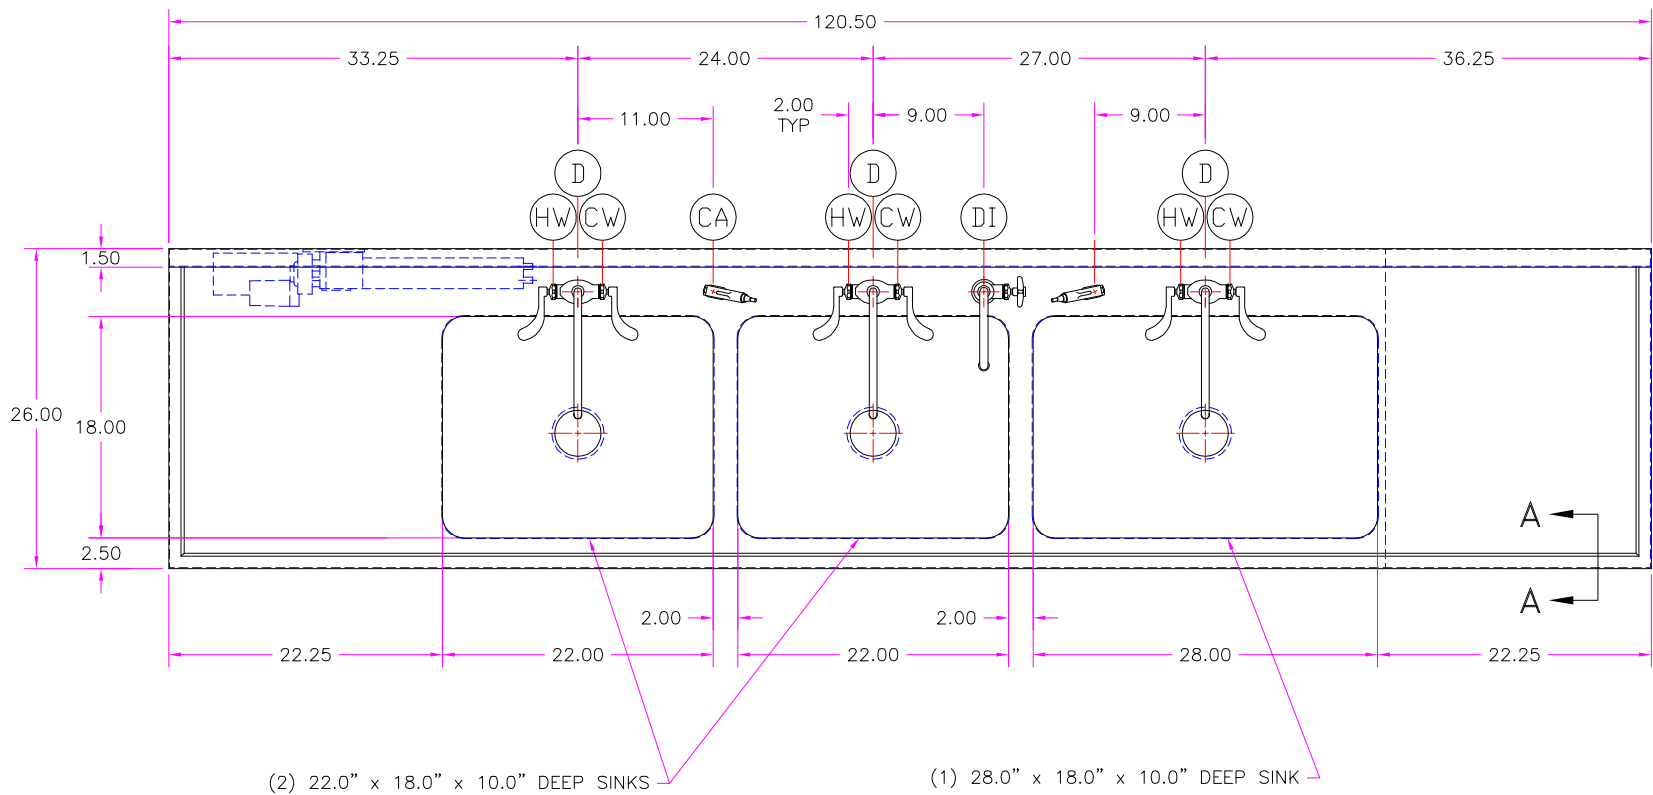 120.50
33.25
24.00
27.00
36.25
11.00
2.00
TYP
9.00
9.00
D
D
D
HW
CW
CA
HW
CW
DI
HW
CW
1.50
26.00
18.00
2.50
A
A
2.00
2.00
22.25
22.00
22.00
28.00
22.25
(2) 22.0” x 18.0” x 10.0” DEEP SINKS
(1) 28.0” x 18.0” x 10.0” DEEP SINK